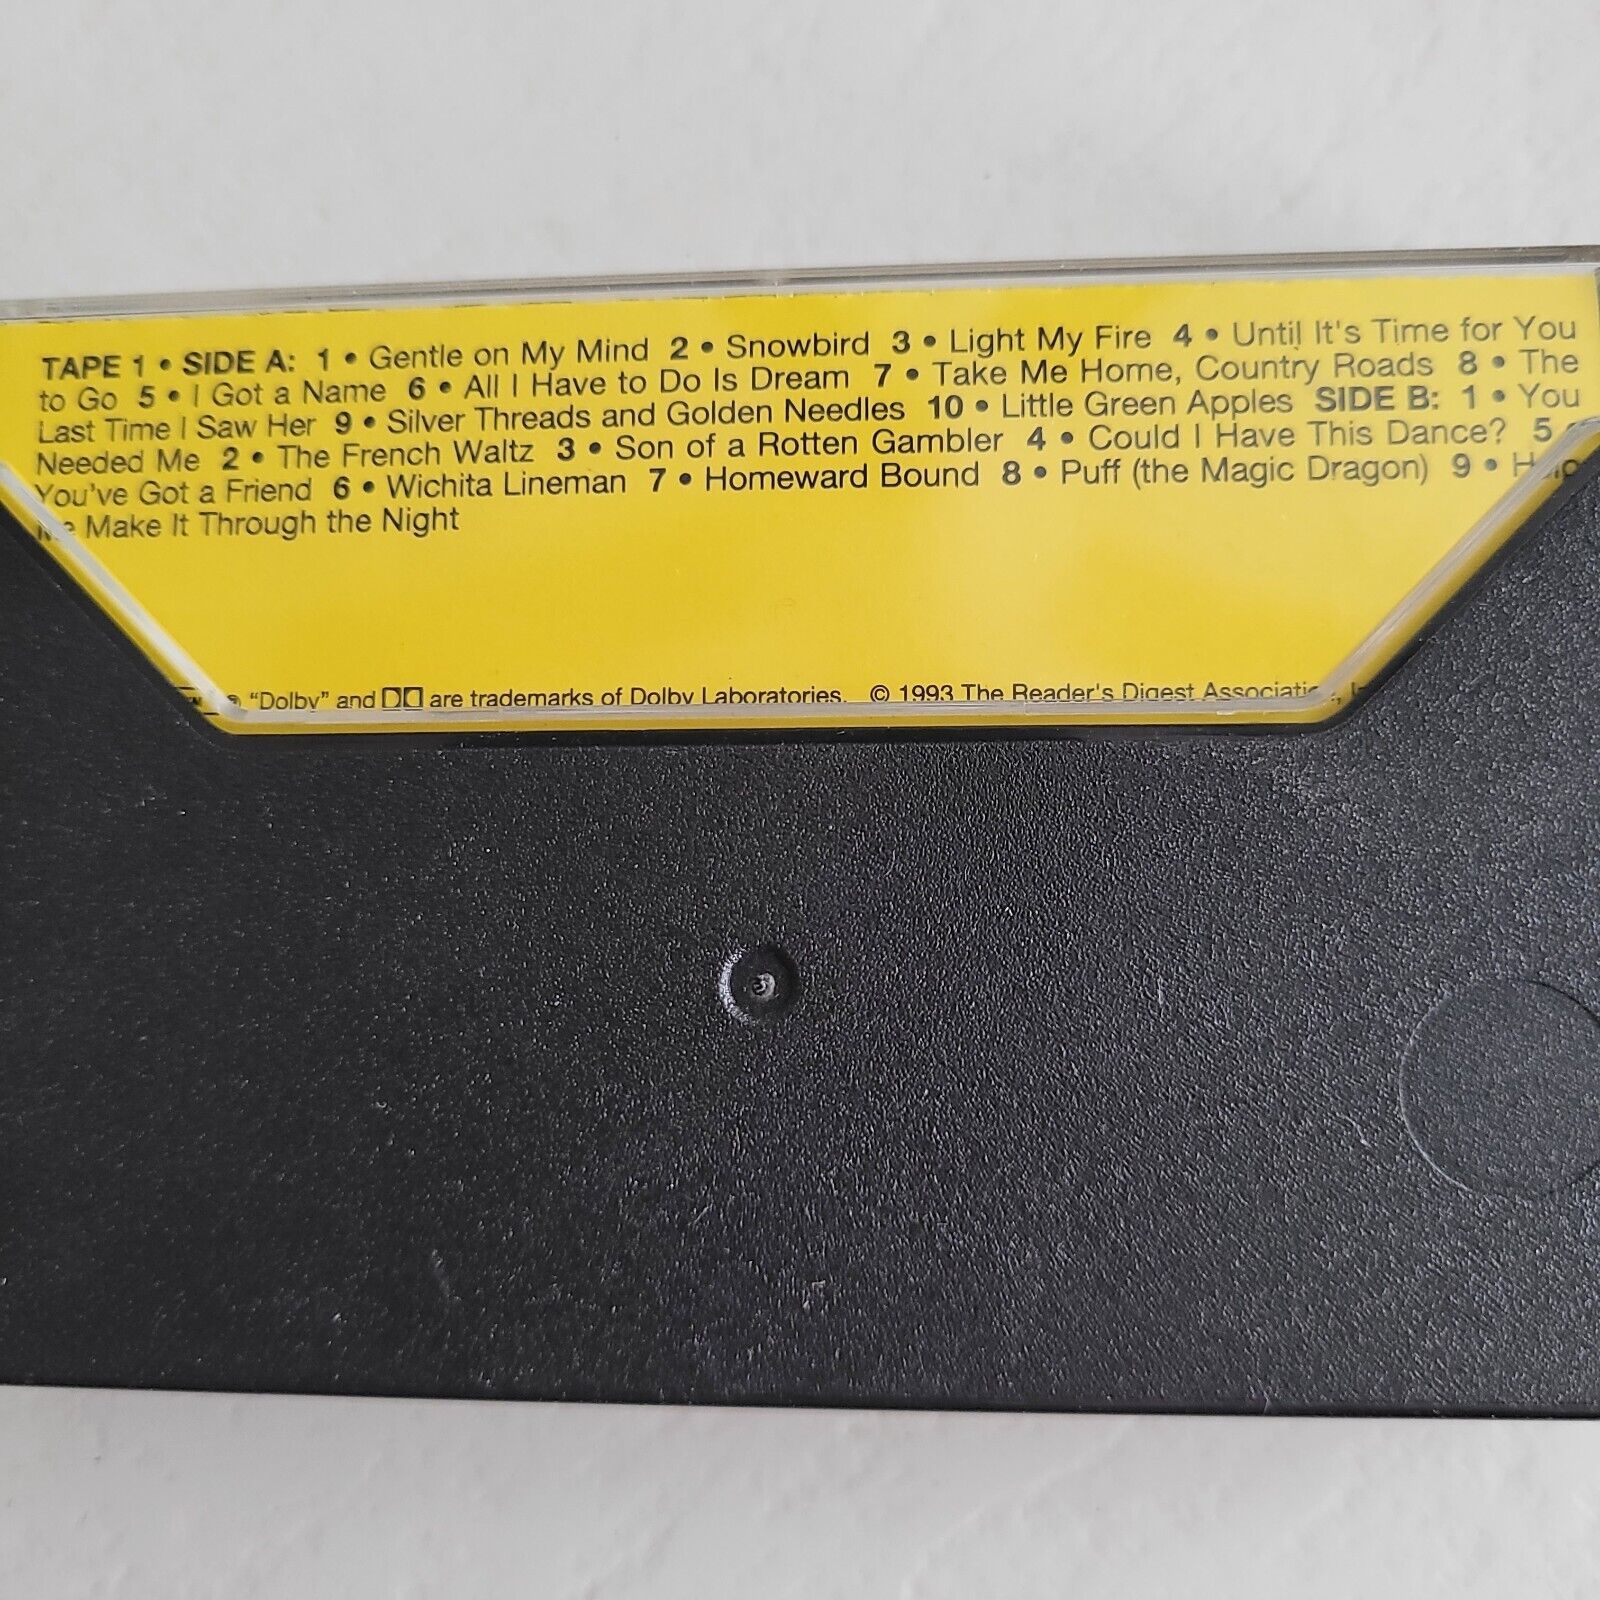 TAPE 1 • SIDE A: 1 • Gentle on My Mind 2 • Snowbird 3 • Light My Fire 4 • Until It's Time for You
to Go 5 • I Got a Name 6 • All I Have to Do Is Dream 7 • Take Me Home, Country Roads 8 • The
Last Time I Saw Her 9 • Silver Threads and Golden Needles 10 • Little Green Apples SIDE B: 1 • You
Needed Me 2 • The French Waltz 3 • Son of a Rotten Gambler 4 • Could I Have This Dance? 5 •
You've Got a Friend 6 • Wichita Lineman 7 • Homeward Bound 8 • Puff (the Magic Dragon) 9 • Help
Me Make It Through the Night
"Dolby" and are trademarks of Dolby Laboratories. © 1993 The Reader's Digest Association,